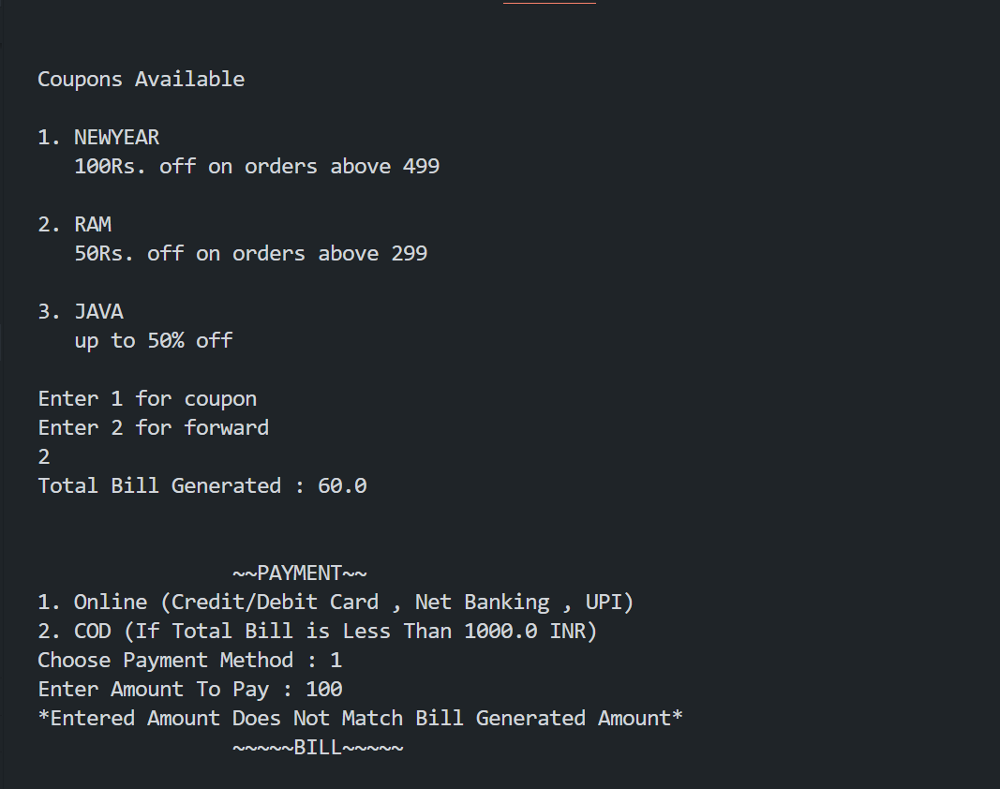 Coupons Available
1. NEWYEAR
100Rs. off on orders above 499
2. RAM
50Rs. off on orders above 299
3. JAVA
up to 50% off
Enter 1 for coupon
Enter 2 for forward
2
Total Bill Generated : 60.0
~~PAYMENT~~
1. Online (Credit/Debit Card , Net Banking , UPI)
2. COD (If Total Bill is Less Than 1000.0 INR)
Choose Payment Method : 1
Enter Amount To Pay : 100
*Entered Amount Does Not Match Bill Generated Amount*
~~~~~BILL~~~~~